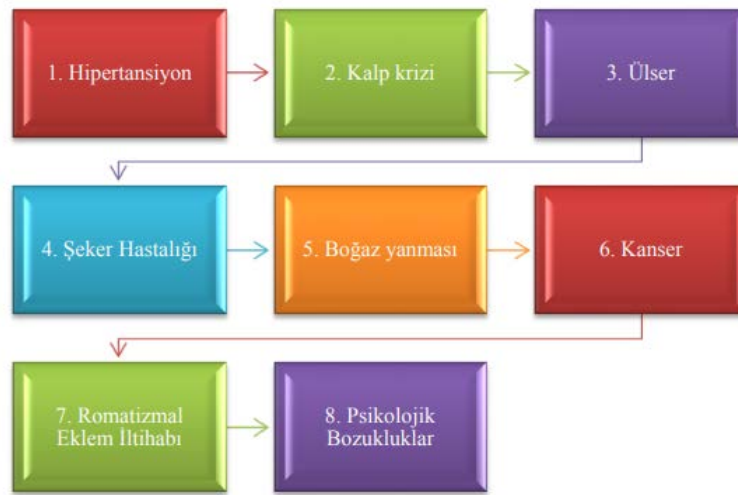 1. Hipertansiyon
2. Kalp krizi
3. Ülser
4. Şeker Hastalığı
5. Boğaz yanması
6. Kanser
7. Romatizmal
Eklem İltihabı
8. Psikolojik
Bozukluklar